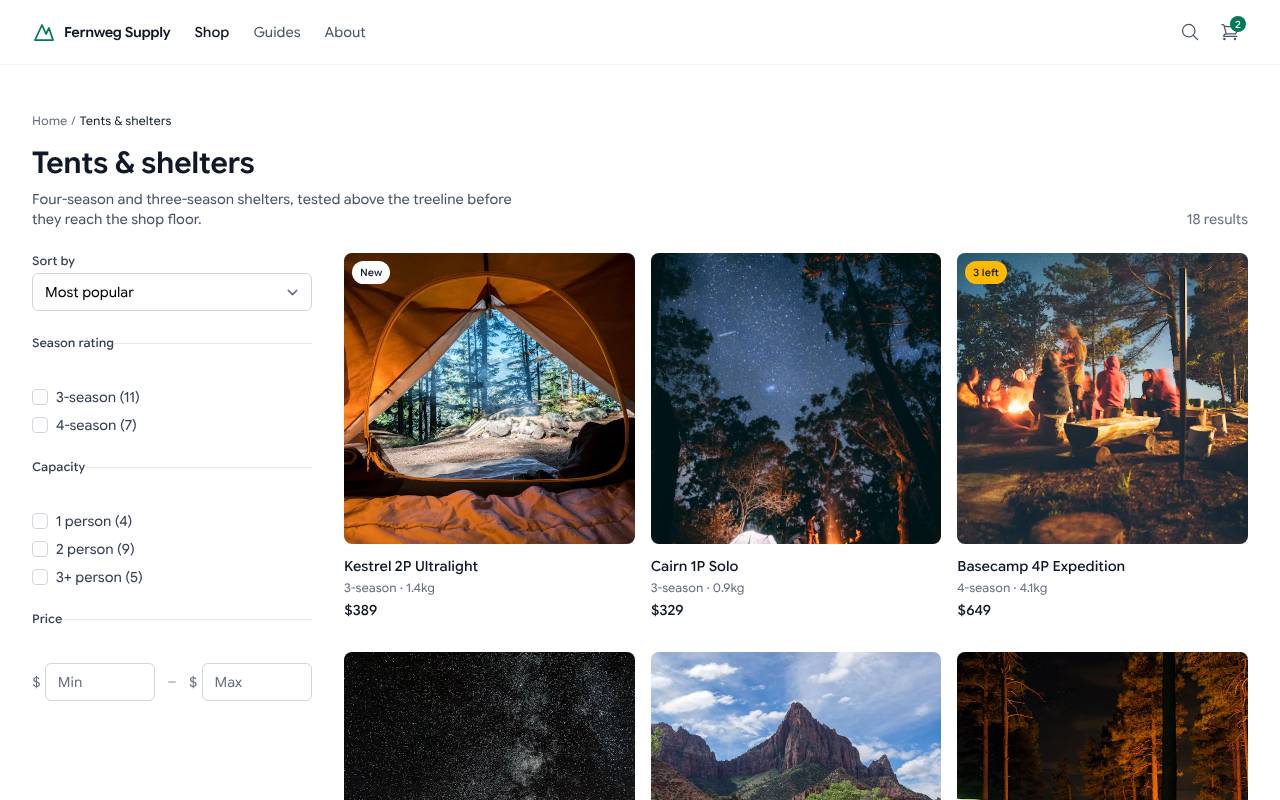 Fernweg Supply
Shop
Guides
About
2
Home / Tents & shelters
Tents & shelters
Four-season and three-season shelters, tested above the treeline before
they reach the shop floor.
18 results
Sort by
Most popular
Season rating
3-season (11)
4-season (7)
Capacity
1 person (4)
2 person (9)
3+ person (5)
Price
$ Min – $ Max
New
Kestrel 2P Ultralight
3-season · 1.4kg
$389
Cairn 1P Solo
3-season · 0.9kg
$329
3 left
Basecamp 4P Expedition
4-season · 4.1kg
$649